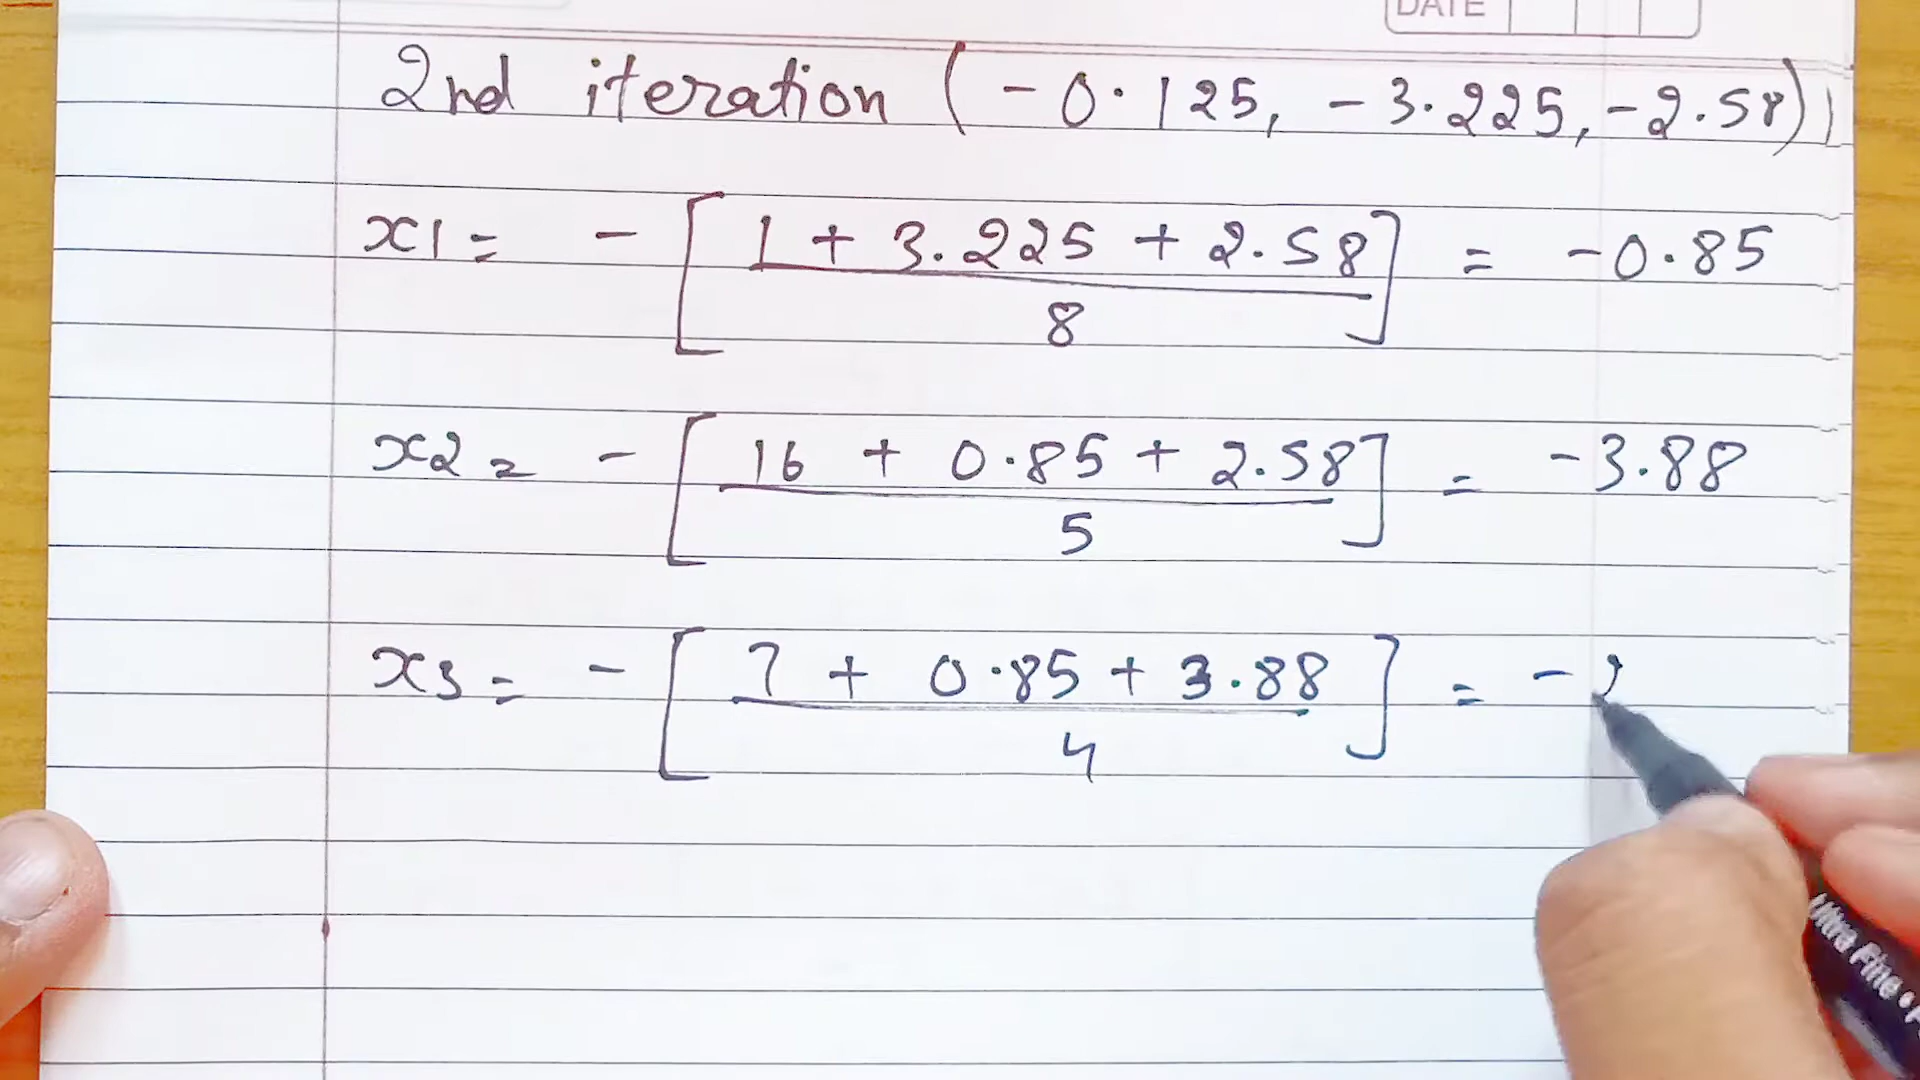 DATE
2nd iteration (-0.125, -3.225, -2.58)
x1 = - [ 1 + 3.225 + 2.58 / 8 ] = -0.85
x2 = - [ 16 + 0.85 + 2.58 / 5 ] = -3.88
x3 = - [ 7 + 0.85 + 3.88 / 4 ] = -
Ultra Fine •